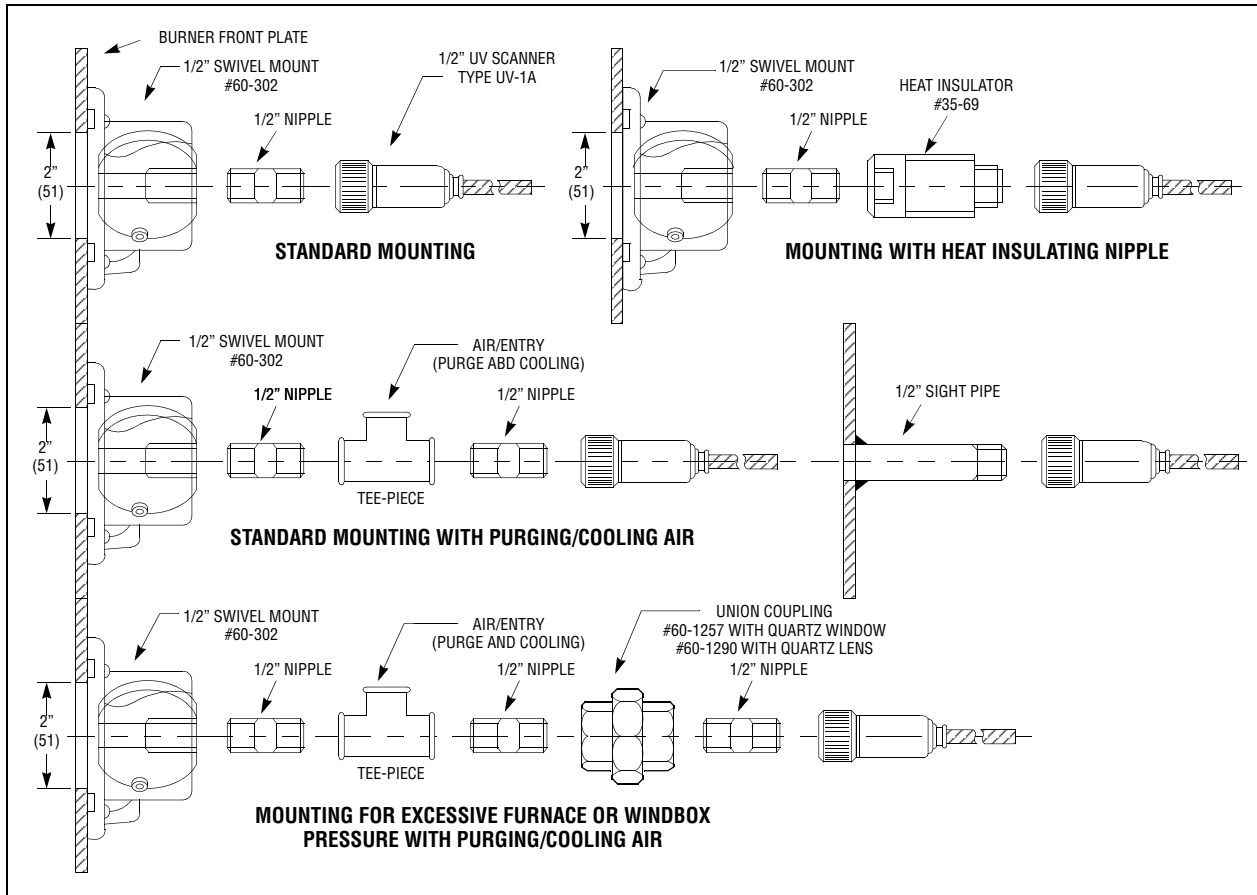 BURNER FRONT PLATE
1/2” SWIVEL MOUNT
#60-302
1/2” NIPPLE
1/2” UV SCANNER
TYPE UV-1A
2”
(51)
STANDARD MOUNTING
1/2” SWIVEL MOUNT
#60-302
1/2” NIPPLE
HEAT INSULATOR
#35-69
2”
(51)
MOUNTING WITH HEAT INSULATING NIPPLE
1/2” SWIVEL MOUNT
#60-302
1/2” NIPPLE
AIR/ENTRY
(PURGE ABD COOLING)
1/2” NIPPLE
2”
(51)
TEE-PIECE
STANDARD MOUNTING WITH PURGING/COOLING AIR
1/2” SIGHT PIPE
1/2” SWIVEL MOUNT
#60-302
1/2” NIPPLE
AIR/ENTRY
(PURGE AND COOLING)
1/2” NIPPLE
UNION COUPLING
#60-1257 WITH QUARTZ WINDOW
#60-1290 WITH QUARTZ LENS
1/2” NIPPLE
2”
(51)
TEE-PIECE
MOUNTING FOR EXCESSIVE FURNACE OR WINDBOX
PRESSURE WITH PURGING/COOLING AIR